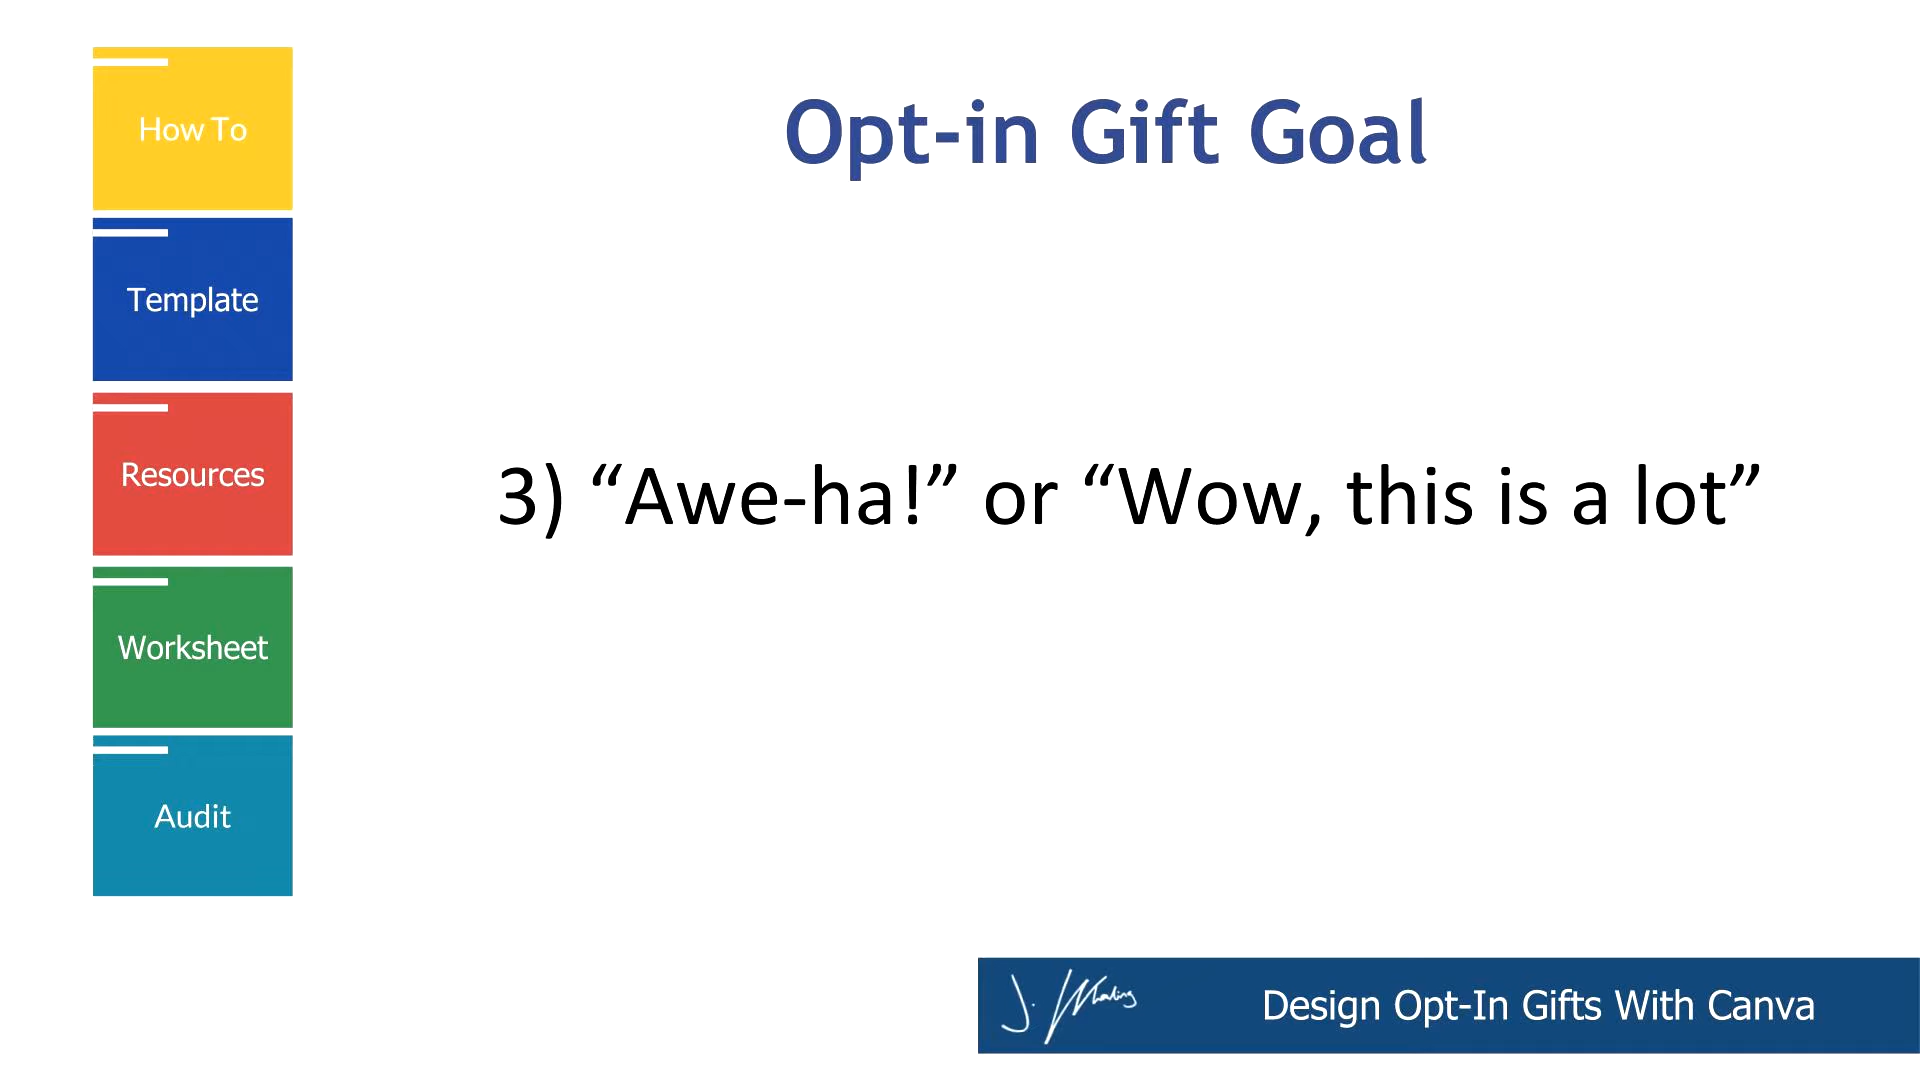 How To
Template
Resources
Worksheet
Audit
Opt-in Gift Goal
3) “Awe-ha!” or “Wow, this is a lot”
Design Opt-In Gifts With Canva